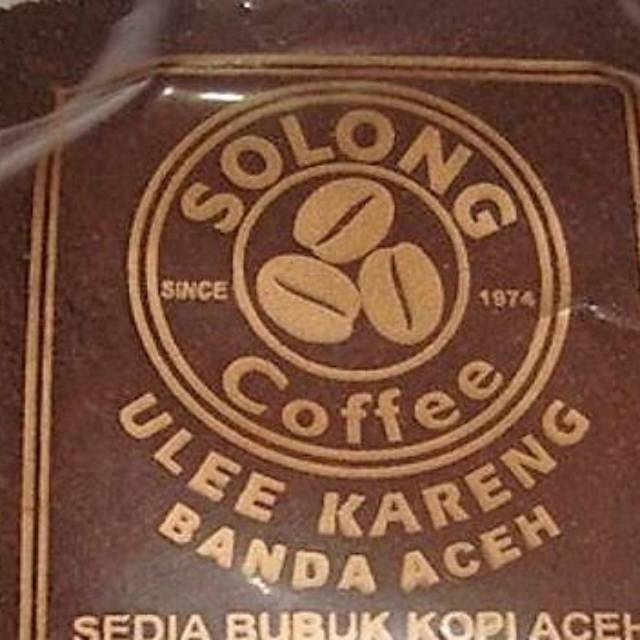 SOLONG
SINCE 1974
Coffee
ULEE KARENG
BANDA ACEH
SEDIA BUBUK KOPI ACEH